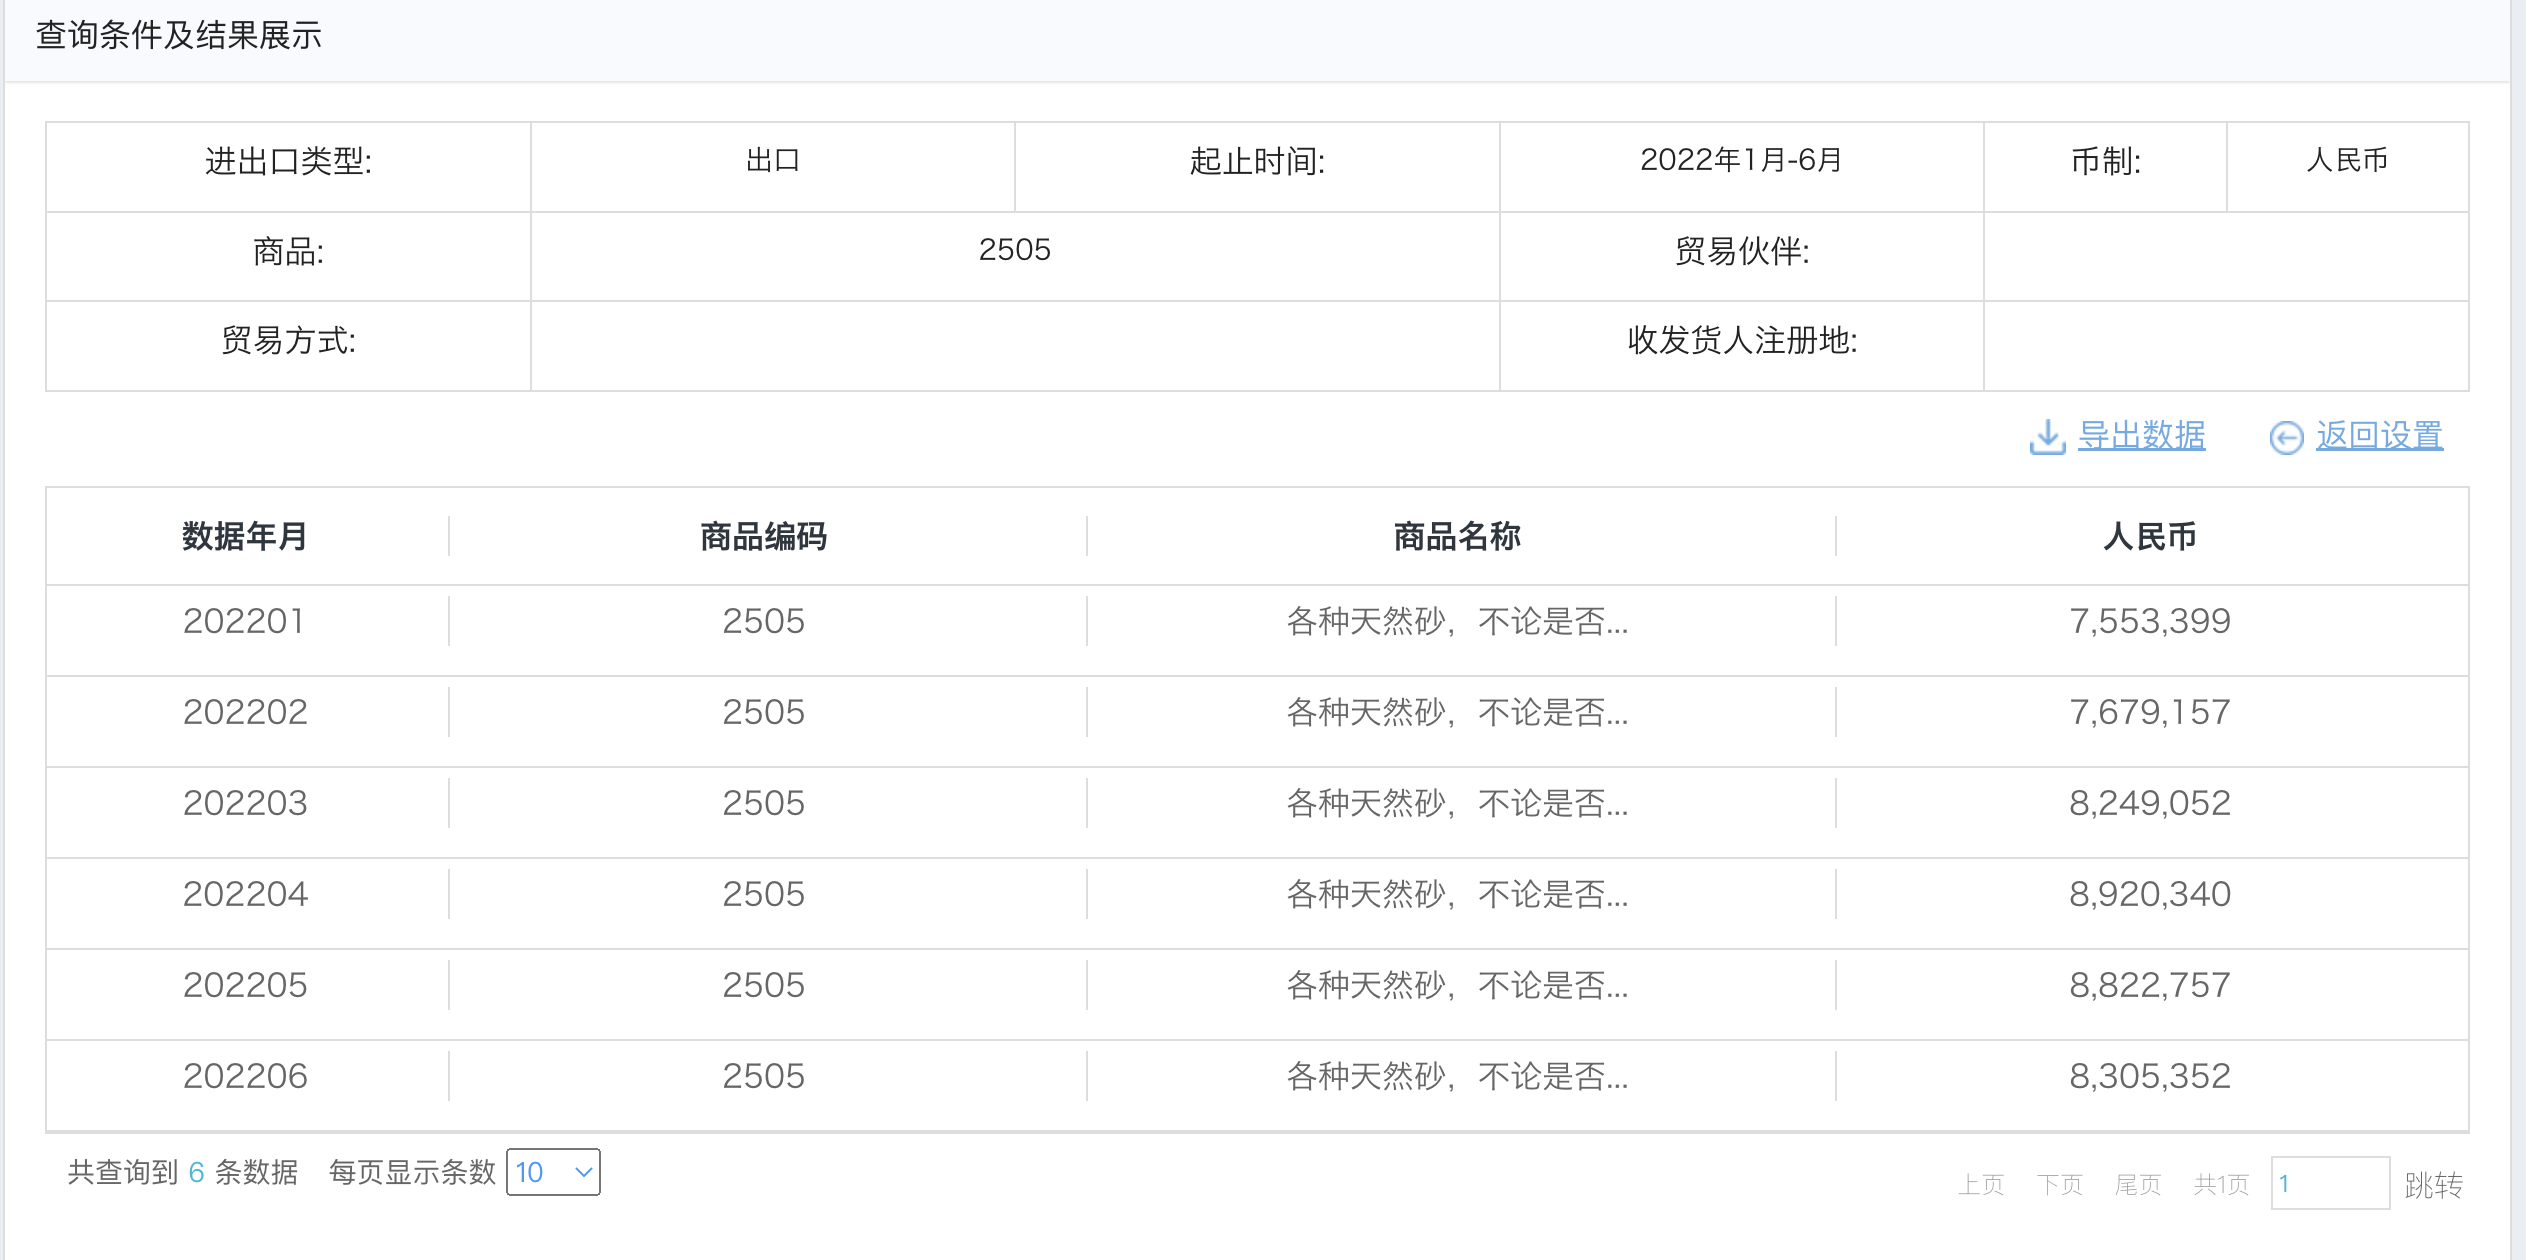 查询条件及结果展示
进出口类型: 出口 起止时间: 2022年1月-6月 币制: 人民币
商品: 2505 贸易伙伴:
贸易方式: 收发货人注册地:
导出数据 返回设置
数据年月 商品编码 商品名称 人民币
202201 2505 各种天然砂，不论是否... 7,553,399
202202 2505 各种天然砂，不论是否... 7,679,157
202203 2505 各种天然砂，不论是否... 8,249,052
202204 2505 各种天然砂，不论是否... 8,920,340
202205 2505 各种天然砂，不论是否... 8,822,757
202206 2505 各种天然砂，不论是否... 8,305,352
共查询到 6 条数据 每页显示条数 10 上页 下页 尾页 共1页 1 跳转